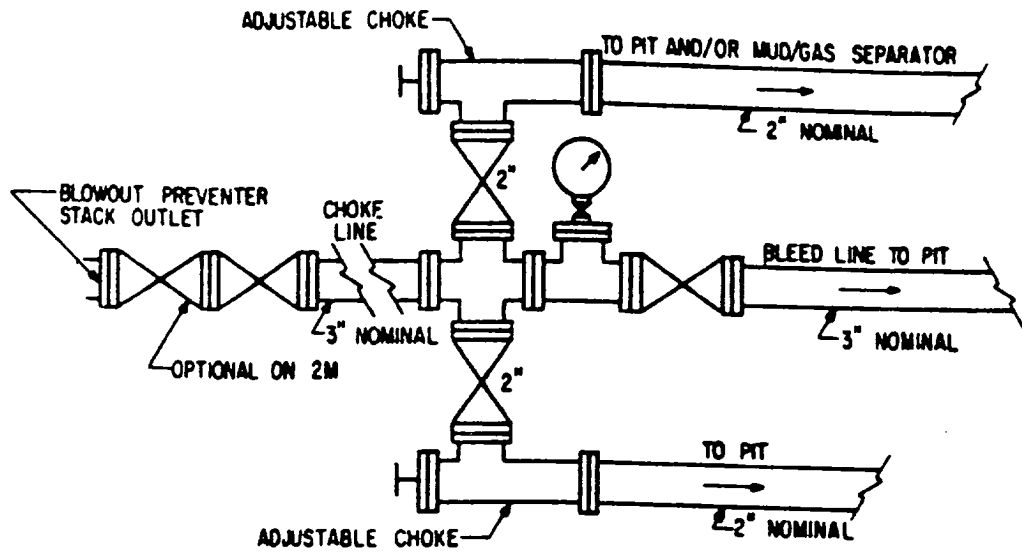 ADJUSTABLE CHOKE
TO PIT AND/OR MUD/GAS SEPARATOR
2" NOMINAL
2"
BLOWOUT PREVENTER
STACK OUTLET
CHOKE
LINE
BLEED LINE TO PIT
3" NOMINAL
3" NOMINAL
OPTIONAL ON 2M
2"
TO PIT
2" NOMINAL
ADJUSTABLE CHOKE